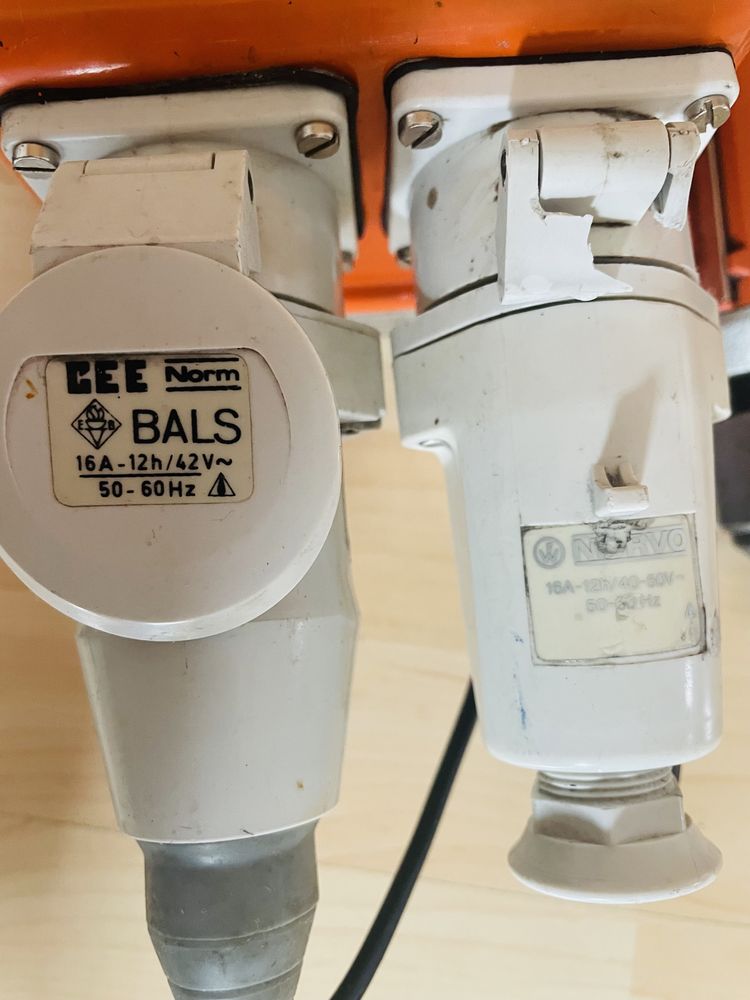 CEE Norm
BALS
16A-12h/42V~
50-60Hz
16A-12h/40-50V~
50-60Hz